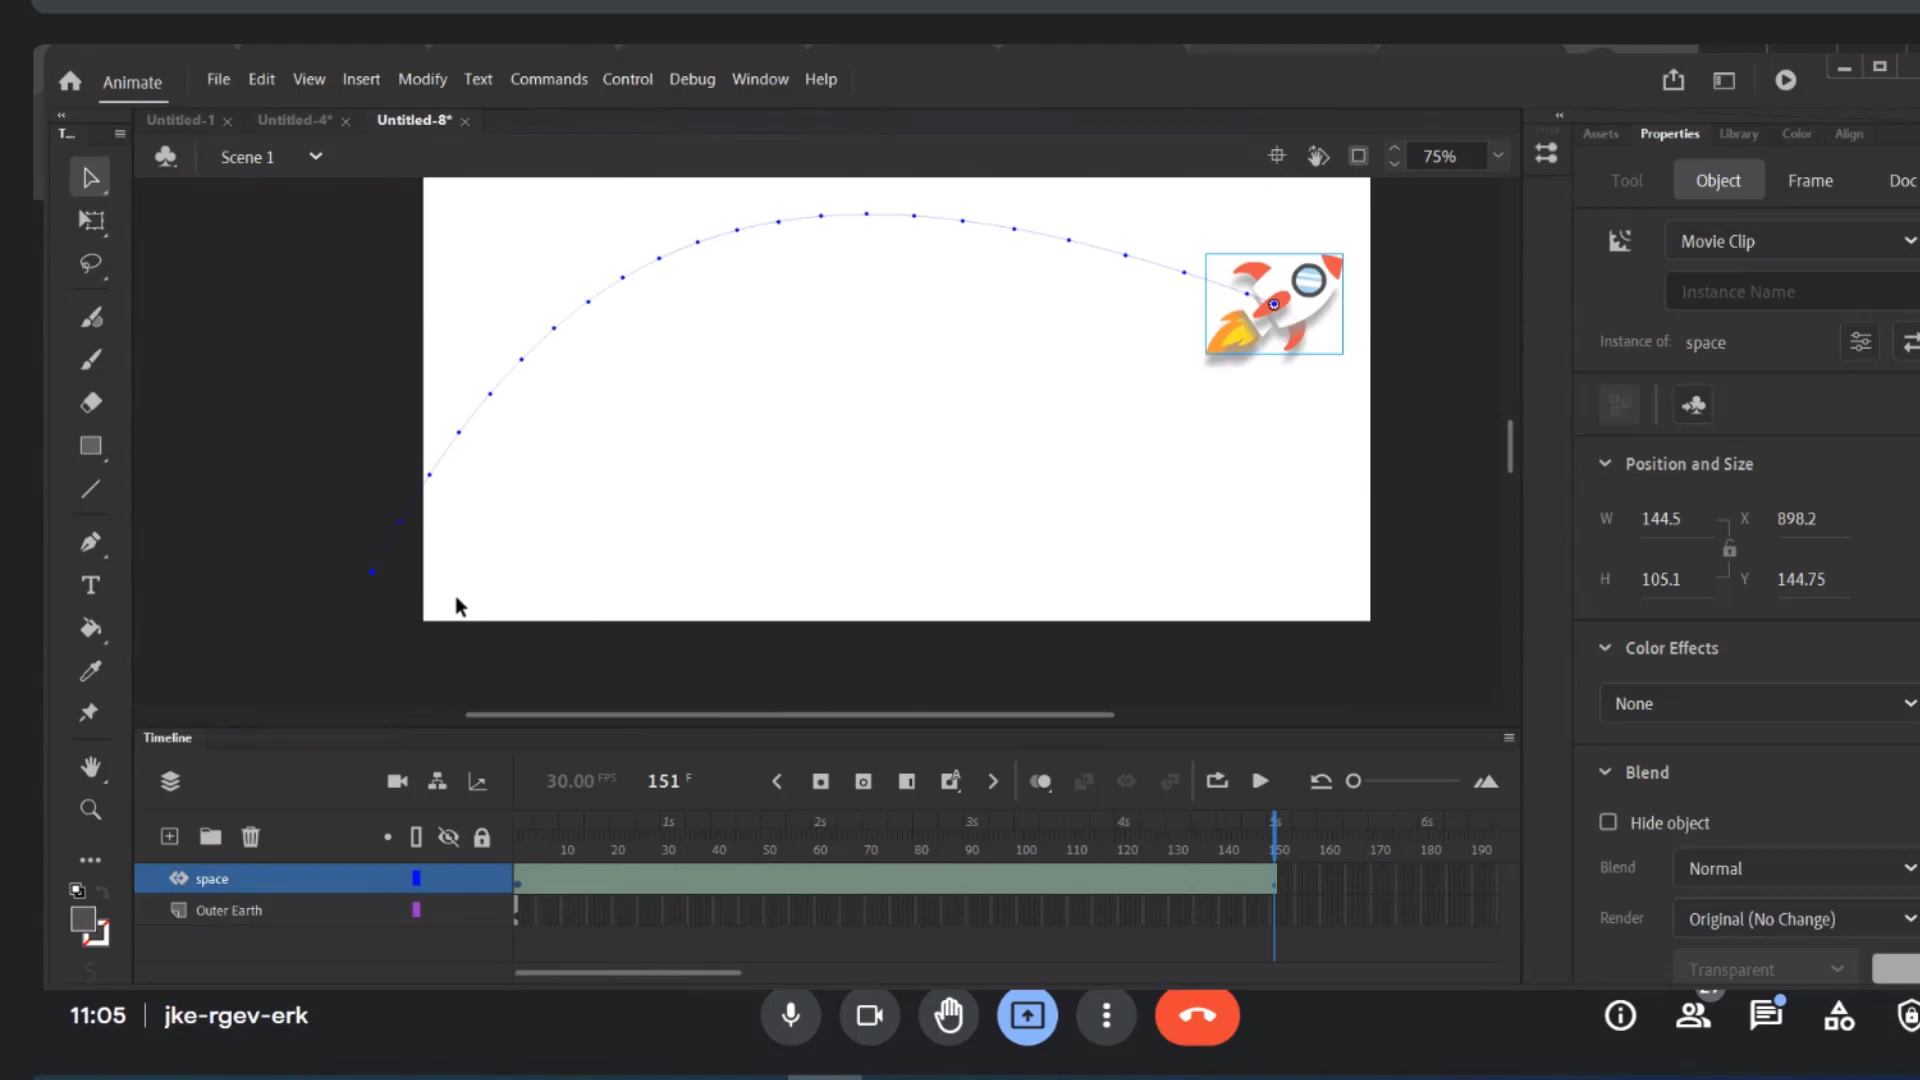 Animate File Edit View Insert Modify Text Commands Control Debug Window Help
Untitled-1 Untitled-4* Untitled-8*
T...
Scene 1
75%
Assets Properties Library Color Align
Tool Object Frame Doc
Movie Clip
Instance Name
Instance of: space
Position and Size
W 144.5 X 898.2
H 105.1 Y 144.75
Color Effects
None
Blend
Hide object
Blend Normal
Render Original (No Change)
Transparent
Timeline
30.00 FPS 151 F
1s 2s 3s 4s 5s 6s
10 20 30 40 50 60 70 80 90 100 110 120 130 140 150 160 170 180 190
space
Outer Earth
11:05 jke-rgev-erk